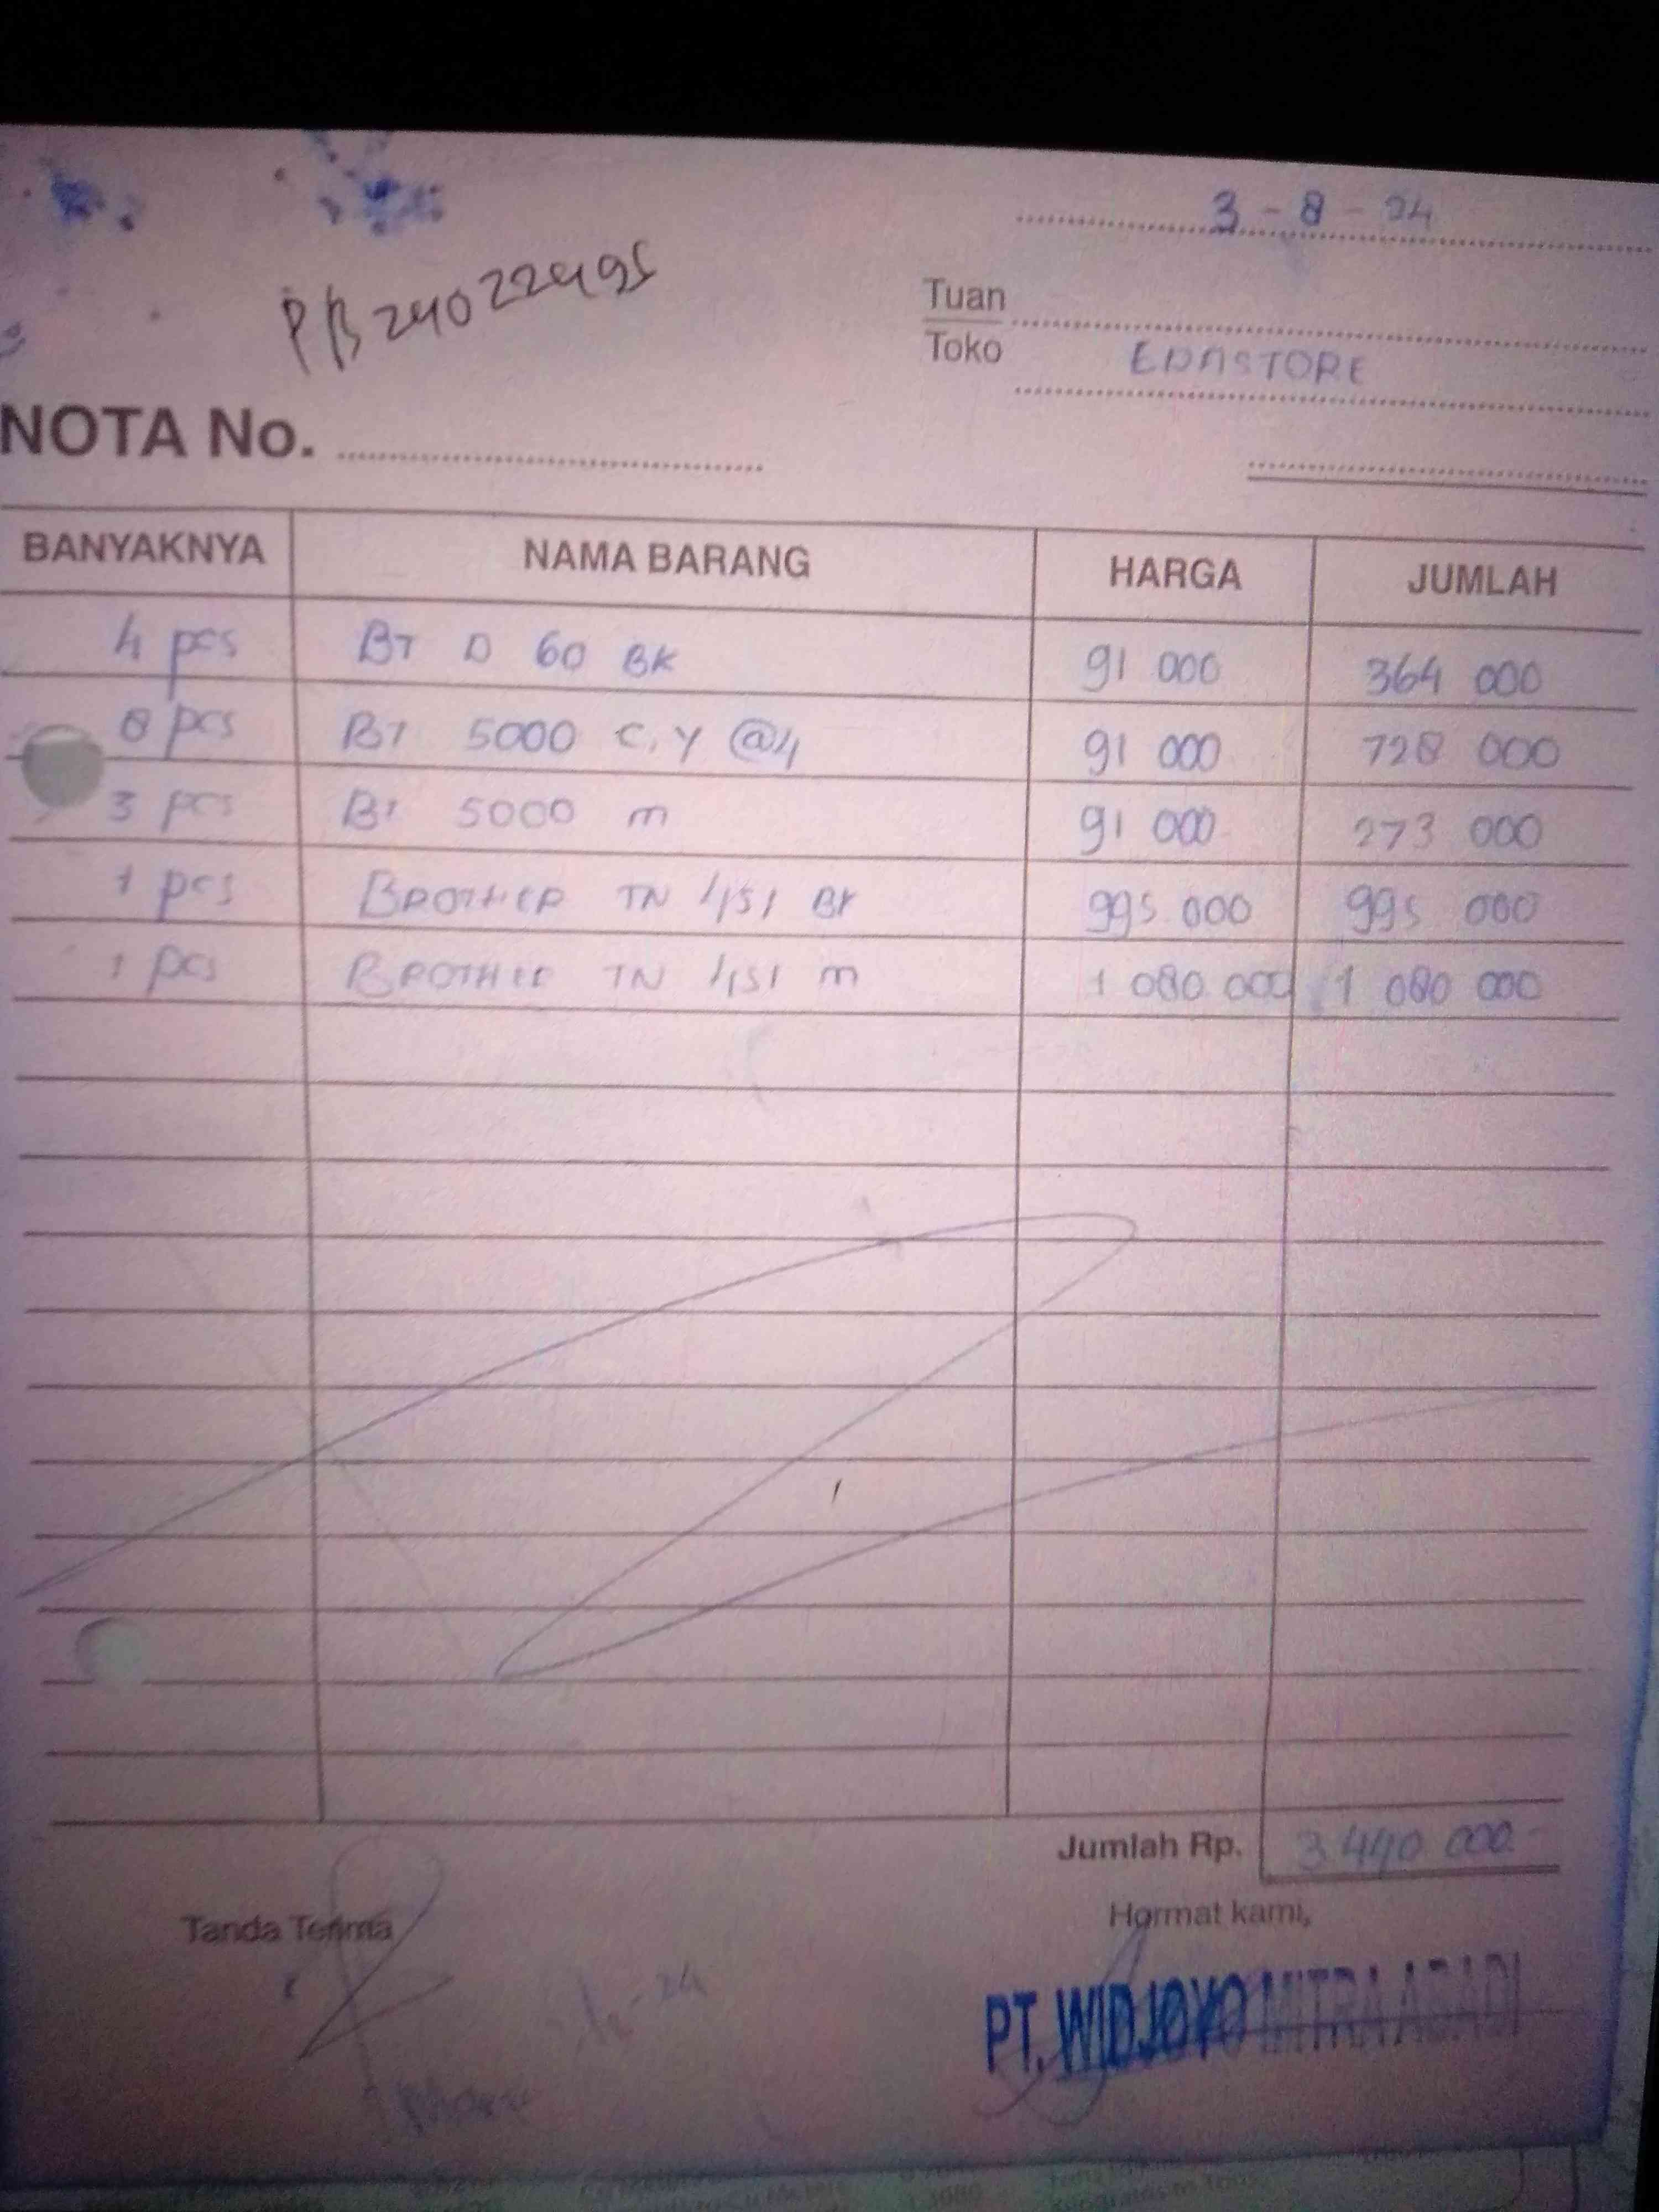 3 - 8 - 24
PB24022495
Tuan
Toko EDASTORE
NOTA No.
BANYAKNYA NAMA BARANG HARGA JUMLAH
4 pcs BT D 60 BK 91 000 364 000
8 pcs BT 5000 C, Y @4 91 000 728 000
3 pcs BT 5000 m 91 000 273 000
1 pcs BROTHER TN 451 BK 995 000 995 000
1 pcs BROTHER TN 451 m 1 080 000 1 080 000
Jumlah Rp. 3 440 000
Tanda Terima Hormat kami,
PT. WIDJOYO MITRA ABADI